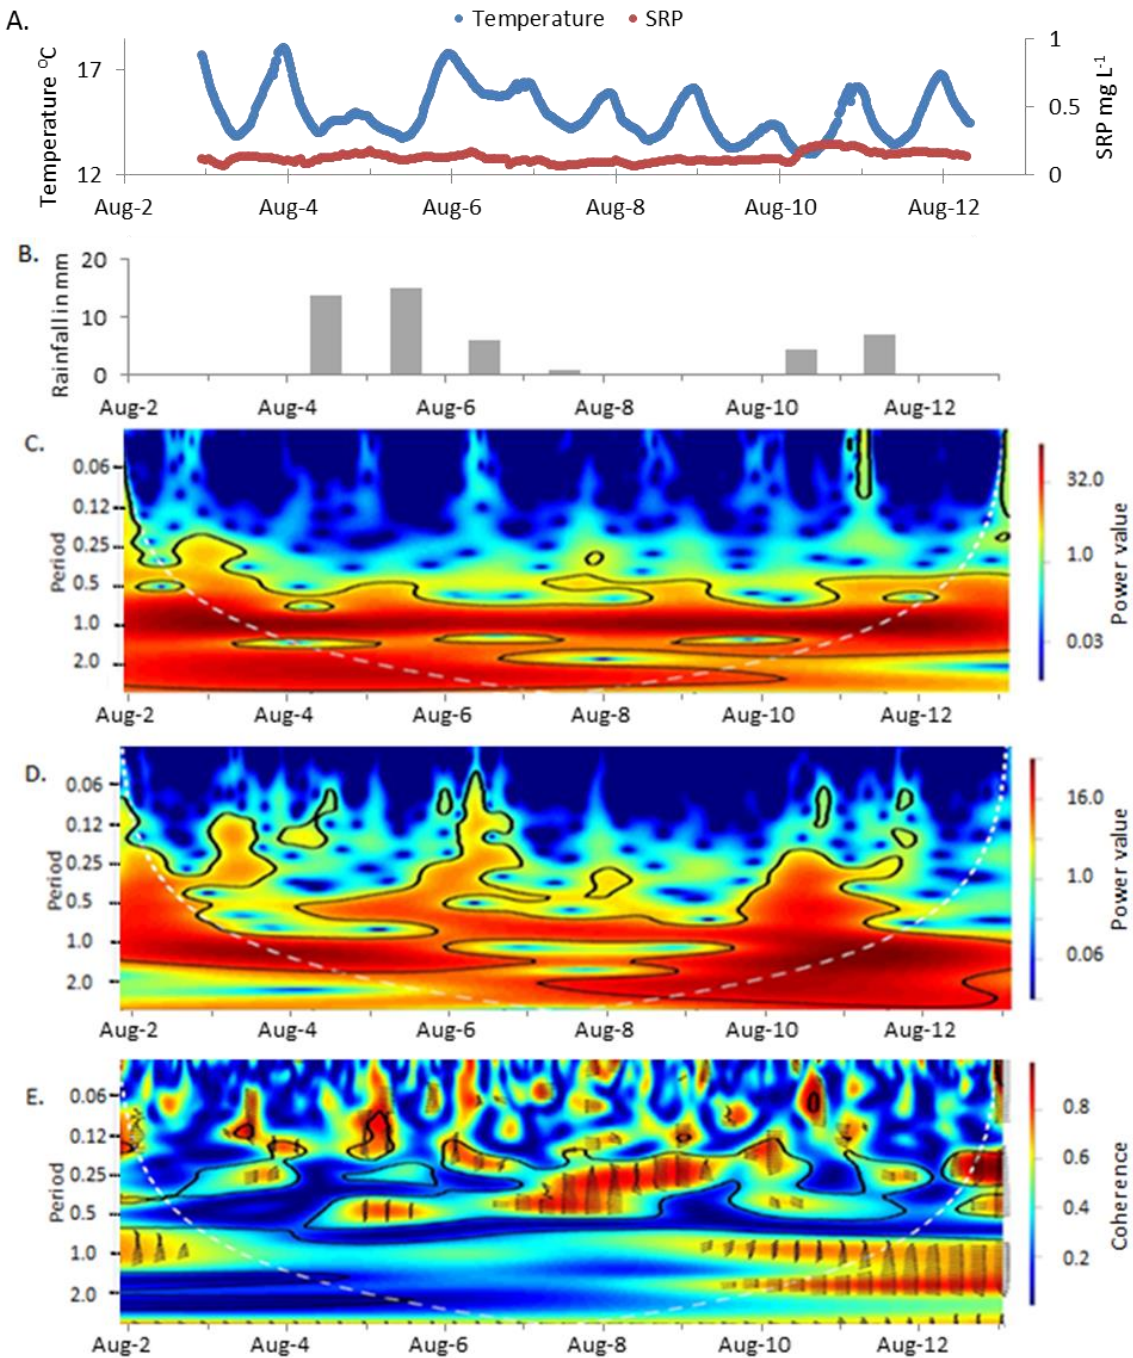 A.
Temperature SRP
Temperature ᴼC
17
12
1
0.5
0
SRP mg L⁻¹
Aug-2 Aug-4 Aug-6 Aug-8 Aug-10 Aug-12
B.
Rainfall in mm
20
10
0
Aug-2 Aug-4 Aug-6 Aug-8 Aug-10 Aug-12
C.
Period
0.06
0.12
0.25
0.5
1.0
2.0
32.0
1.0
0.03
Power value
Aug-2 Aug-4 Aug-6 Aug-8 Aug-10 Aug-12
D.
Period
0.06
0.12
0.25
0.5
1.0
2.0
16.0
1.0
0.06
Power value
Aug-2 Aug-4 Aug-6 Aug-8 Aug-10 Aug-12
E.
Period
0.06
0.12
0.25
0.5
1.0
2.0
0.8
0.6
0.4
0.2
Coherence
Aug-2 Aug-4 Aug-6 Aug-8 Aug-10 Aug-12